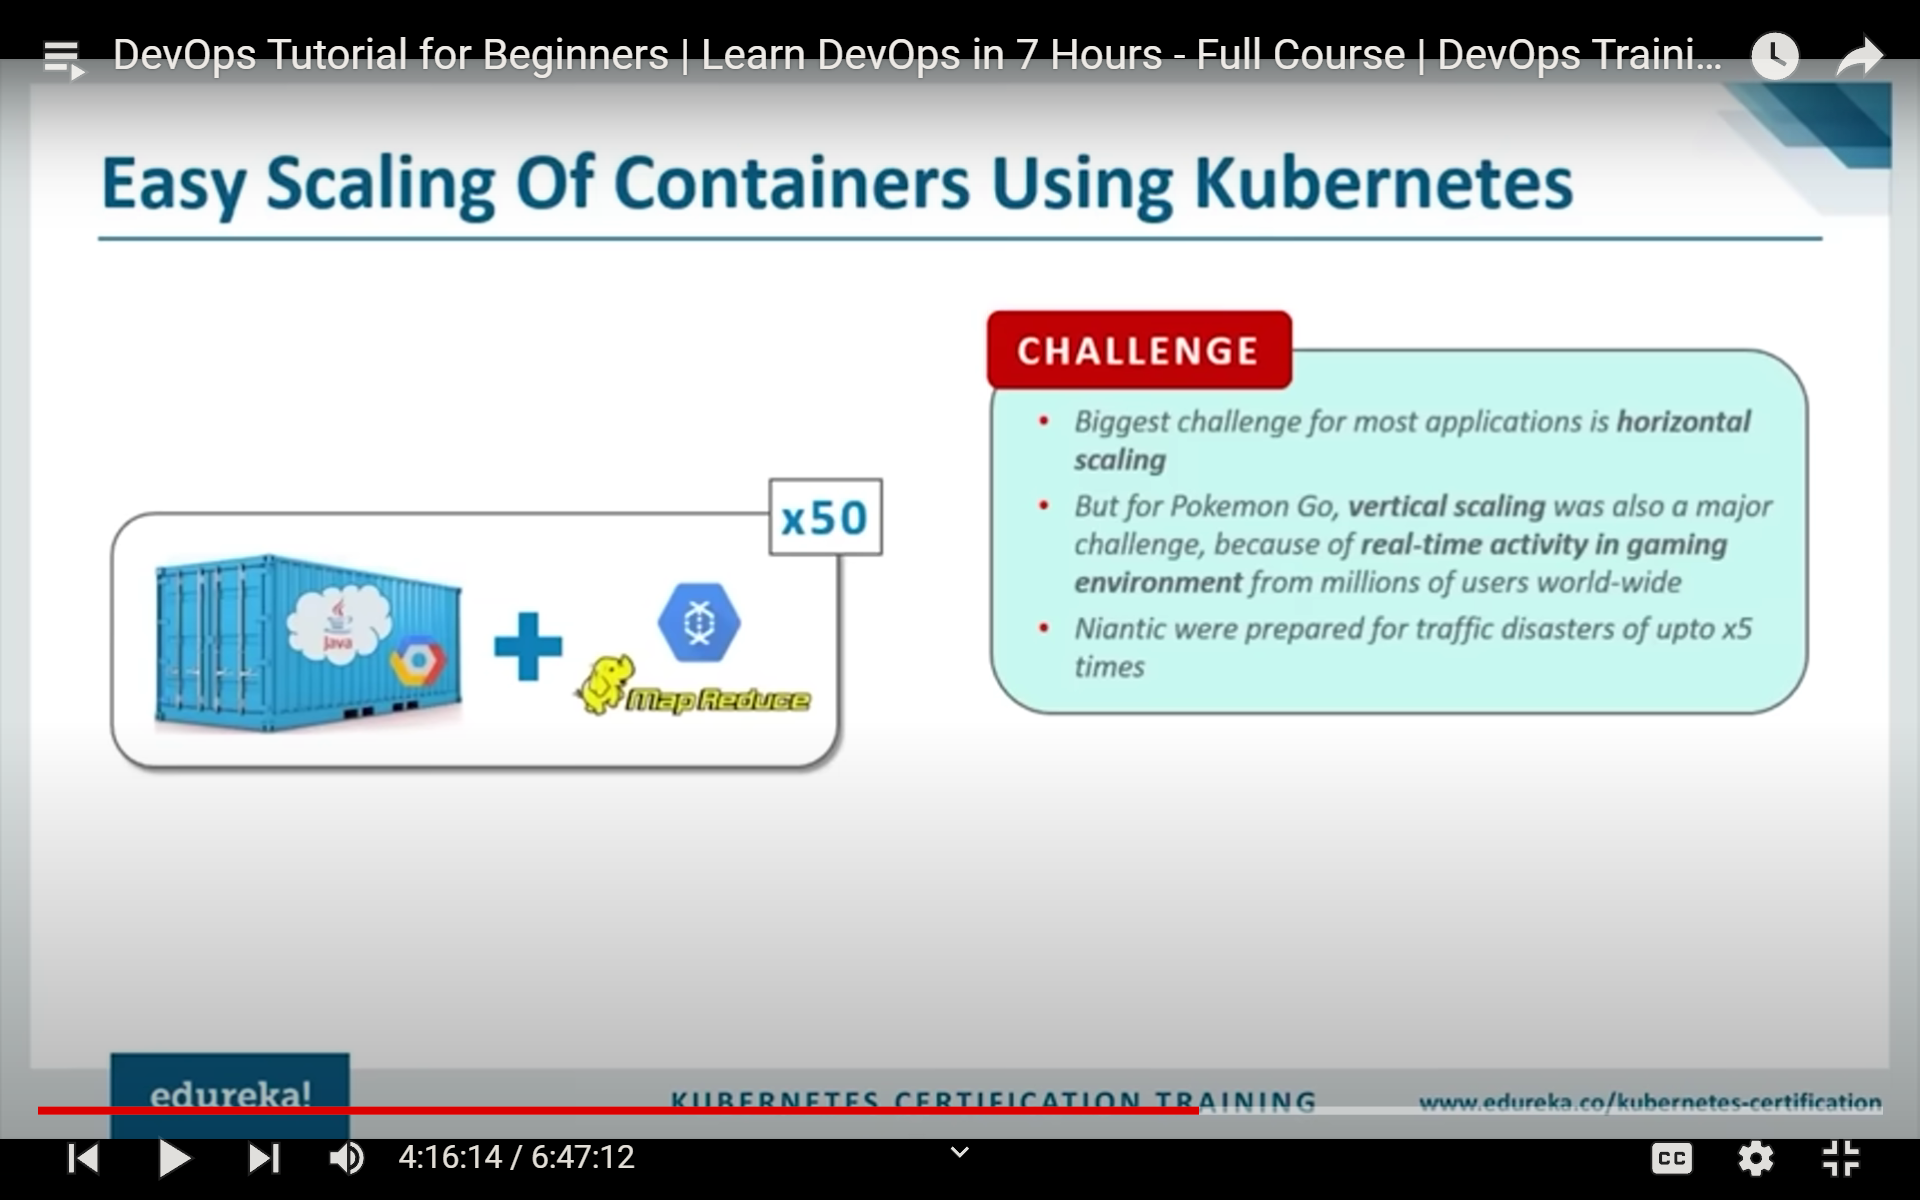 DevOps Tutorial for Beginners | Learn DevOps in 7 Hours - Full Course | DevOps Traini...
Easy Scaling Of Containers Using Kubernetes
CHALLENGE
• Biggest challenge for most applications is horizontal
scaling
• But for Pokemon Go, vertical scaling was also a major
challenge, because of real-time activity in gaming
environment from millions of users world-wide
• Niantic were prepared for traffic disasters of upto x5
times
x50
Java
Map Reduce
edureka!
KUBERNETES CERTIFICATION TRAINING
www.edureka.co/kubernetes-certification
4:16:14 / 6:47:12
CC